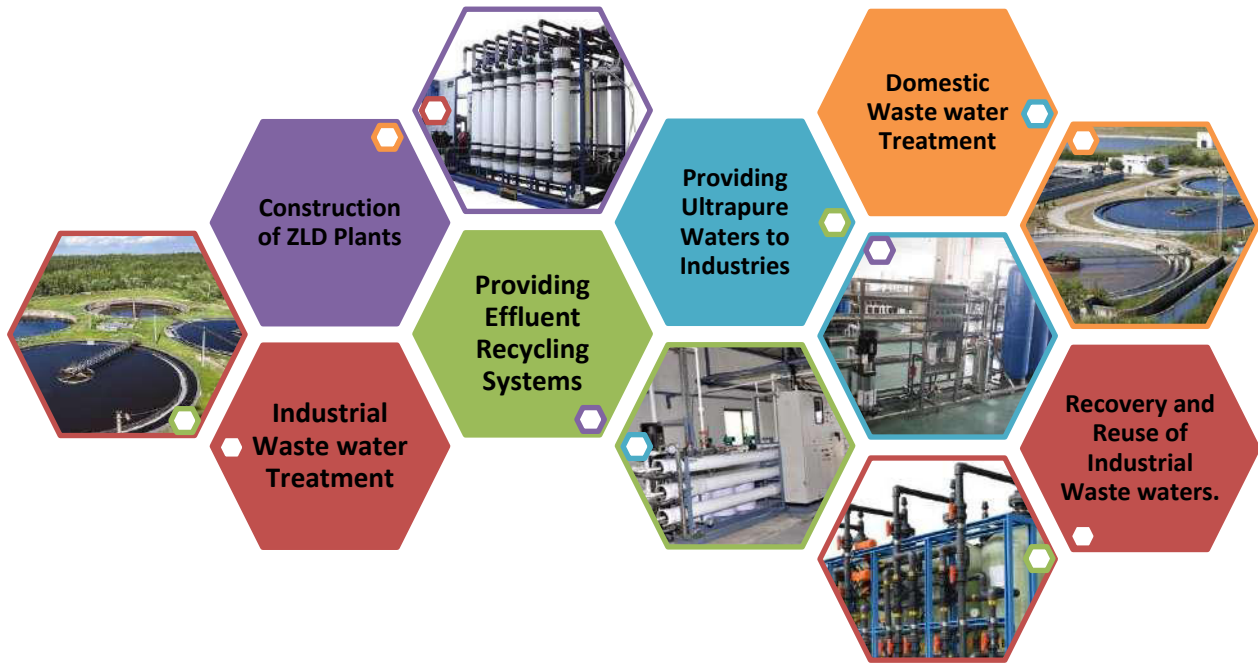 Domestic
Waste water
Treatment
Construction
of ZLD Plants
Providing
Ultrapure
Waters to
Industries
Providing
Effluent
Recycling
Systems
Industrial
Waste water
Treatment
Recovery and
Reuse of
Industrial
Waste waters.